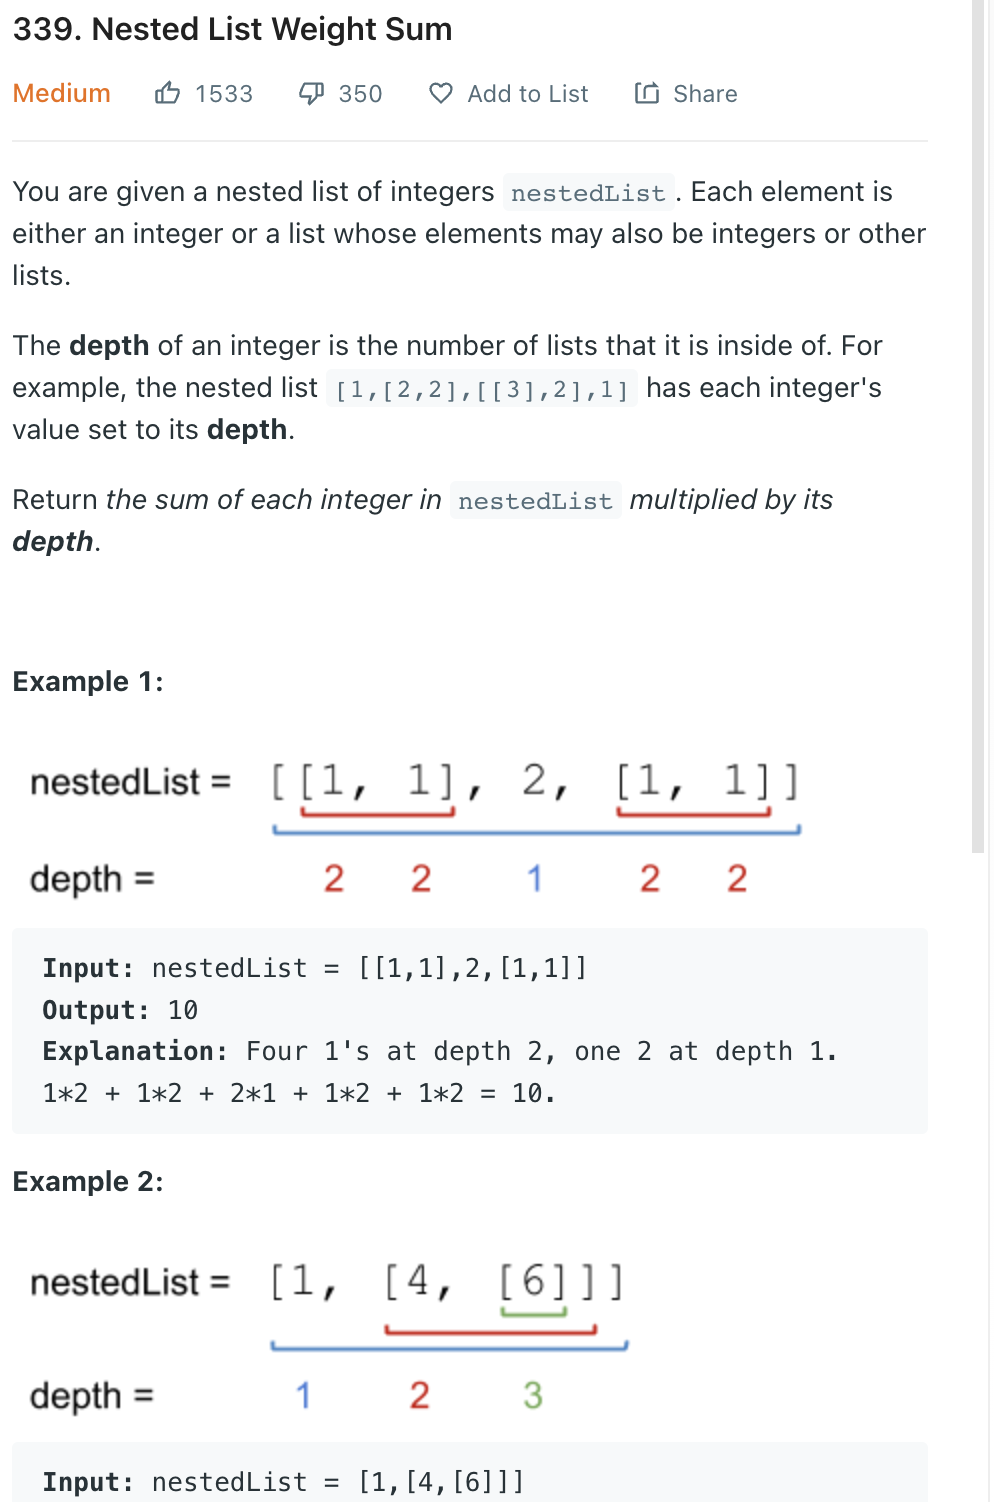 339. Nested List Weight Sum
Medium 1533 350 Add to List Share
You are given a nested list of integers nestedList. Each element is
either an integer or a list whose elements may also be integers or other
lists.
The depth of an integer is the number of lists that it is inside of. For
example, the nested list [1,[2,2],[[3],2],1] has each integer's
value set to its depth.
Return the sum of each integer in nestedList multiplied by its
depth.
Example 1:
nestedList = [[1, 1], 2, [1, 1]]
depth = 2 2 1 2 2
Input: nestedList = [[1,1],2,[1,1]]
Output: 10
Explanation: Four 1's at depth 2, one 2 at depth 1.
1*2 + 1*2 + 2*1 + 1*2 + 1*2 = 10.
Example 2:
nestedList = [1, [4, [6]]]
depth = 1 2 3
Input: nestedList = [1,[4,[6]]]